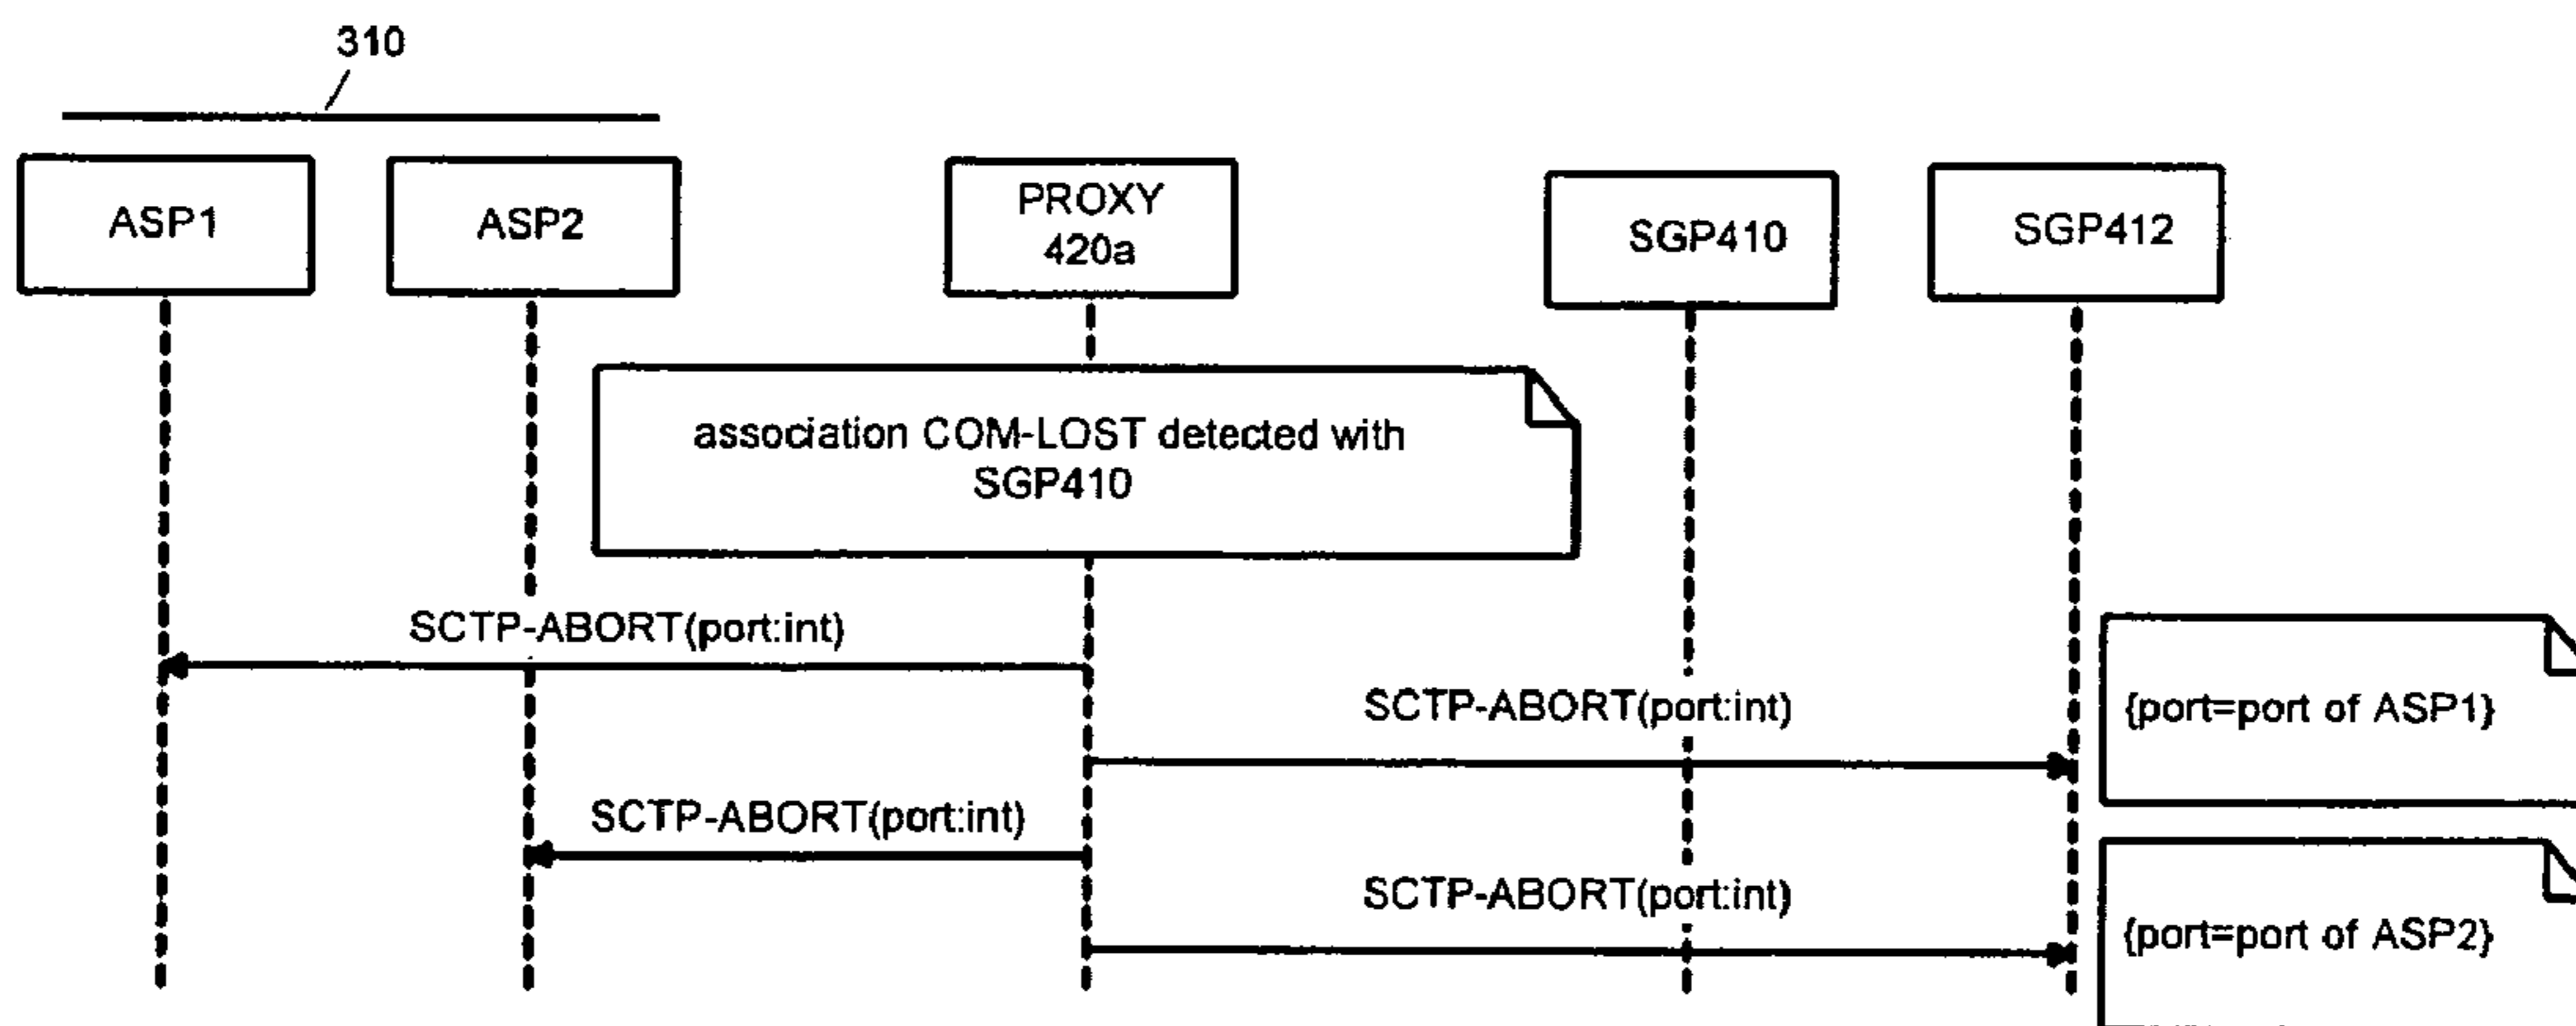 310
ASP1
ASP2
PROXY
420a
SGP410
SGP412
association COM-LOST detected with
SGP410
SCTP-ABORT(port:int)
SCTP-ABORT(port:int)
{port=port of ASP1}
SCTP-ABORT(port:int)
SCTP-ABORT(port:int)
{port=port of ASP2}